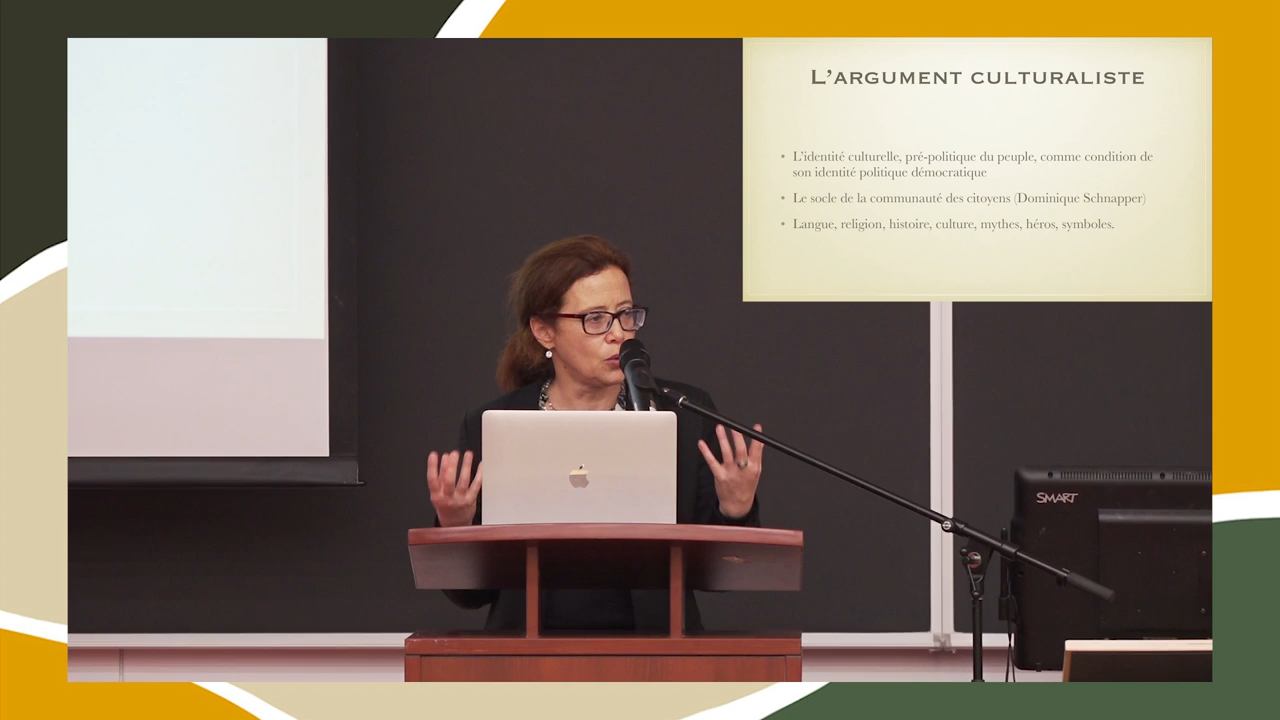 L'ARGUMENT CULTURALISTE
• L'identité culturelle, pré-politique du peuple, comme condition de
son identité politique démocratique
• Le socle de la communauté des citoyens (Dominique Schnapper)
• Langue, religion, histoire, culture, mythes, héros, symboles.
SMART